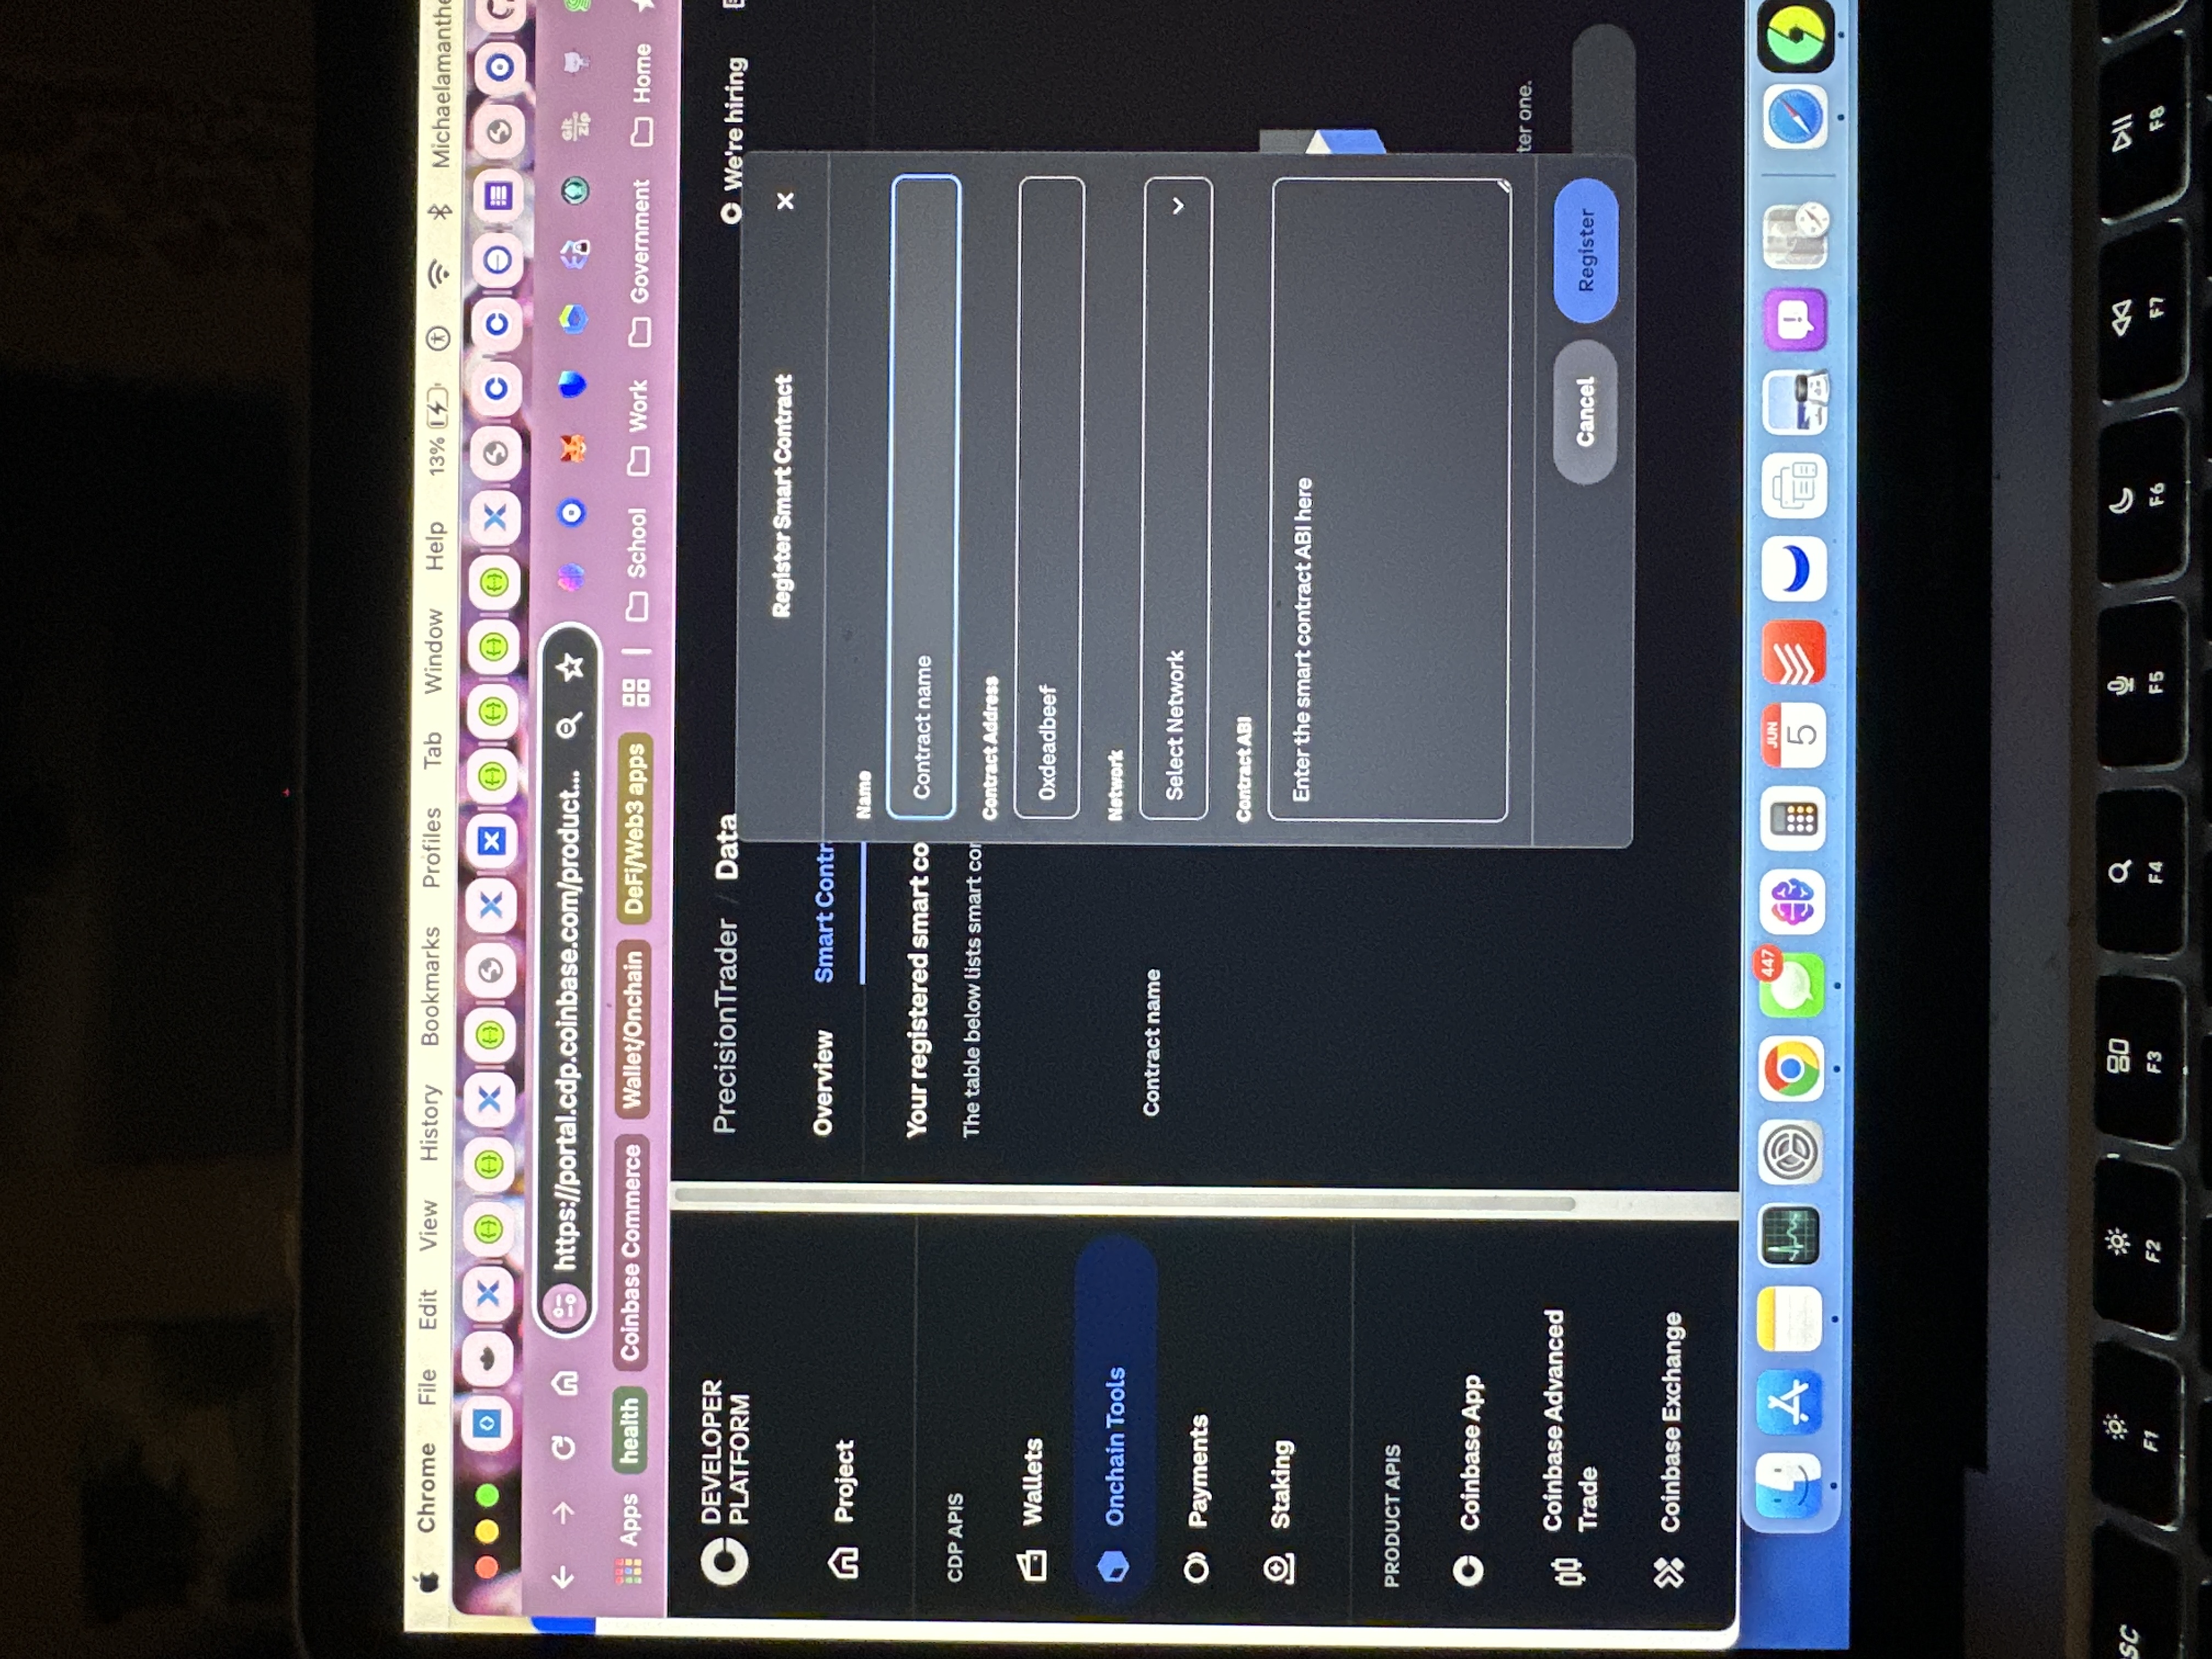 Chrome File Edit View History Bookmarks Profiles Tab Window Help 13% Michaelamanthe
https://portal.cdp.coinbase.com/product...
Git Zip
Apps health Coinbase Commerce Wallet/Onchain DeFi/Web3 apps School Work Government Home
DEVELOPER
PLATFORM
Project
CDP APIS
Wallets
Onchain Tools
Payments
Staking
PRODUCT APIS
Coinbase App
Coinbase Advanced
Trade
Coinbase Exchange
PrecisionTrader / Data
We're hiring
Overview Smart Contr
Your registered smart co
The table below lists smart cor
Contract name
Register Smart Contract
Name
Contract name
Contract Address
0xdeadbeef
Network
Select Network
Contract ABI
Enter the smart contract ABI here
ter one.
Cancel Register
447
JUN
5
SC
F1 F2 F3 F4 F5 F6 F7 F8